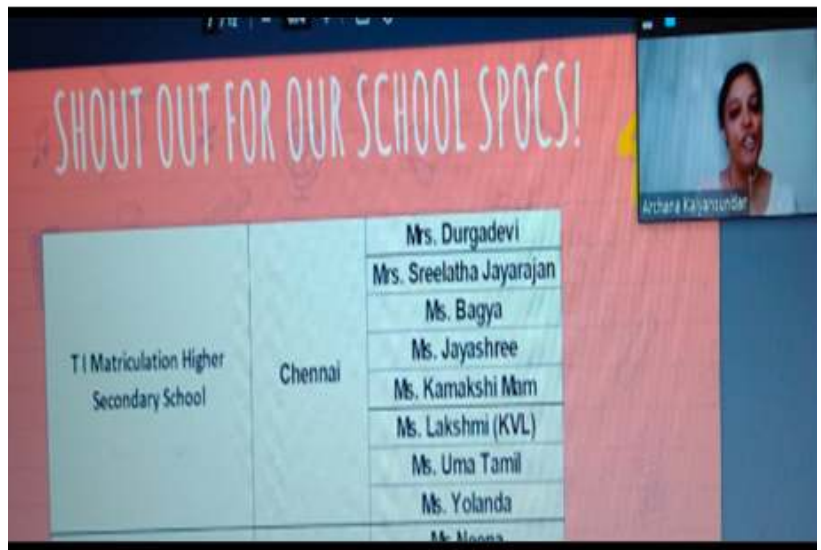 SHOUT OUT FOR OUR SCHOOL SPOCS!
Archana Kalyansundar
Mrs. Durgadevi
Mrs. Sreelatha Jayarajan
Ms. Bagya
Ms. Jayashree
T I Matriculation Higher
Secondary School
Chennai
Ms. Kamakshi Mam
Ms. Lakshmi (KVL)
Ms. Uma Tamil
Ms. Yolanda